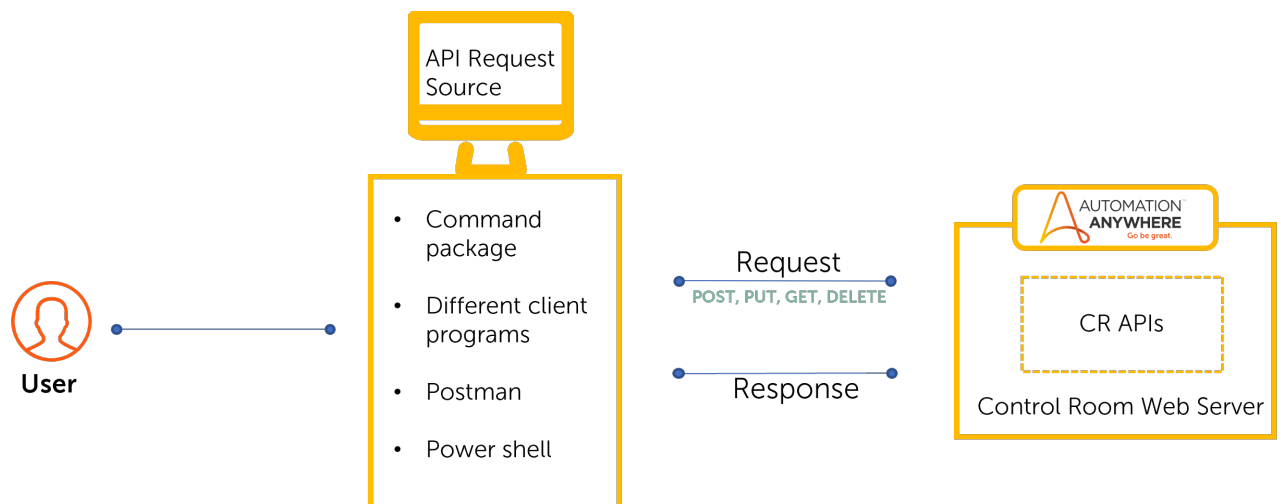 API Request
Source
• Command
package
• Different client
programs
• Postman
• Power shell
User
Request
POST, PUT, GET, DELETE
Response
AUTOMATION
ANYWHERE
Go be great.
CR APIs
Control Room Web Server